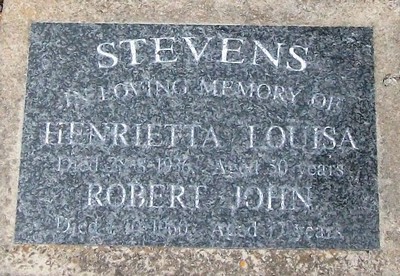 STEVENS
IN LOVING MEMORY OF
HENRIETTA LOUISA
Died Aged 50 years
ROBERT JOHN
Died Aged years